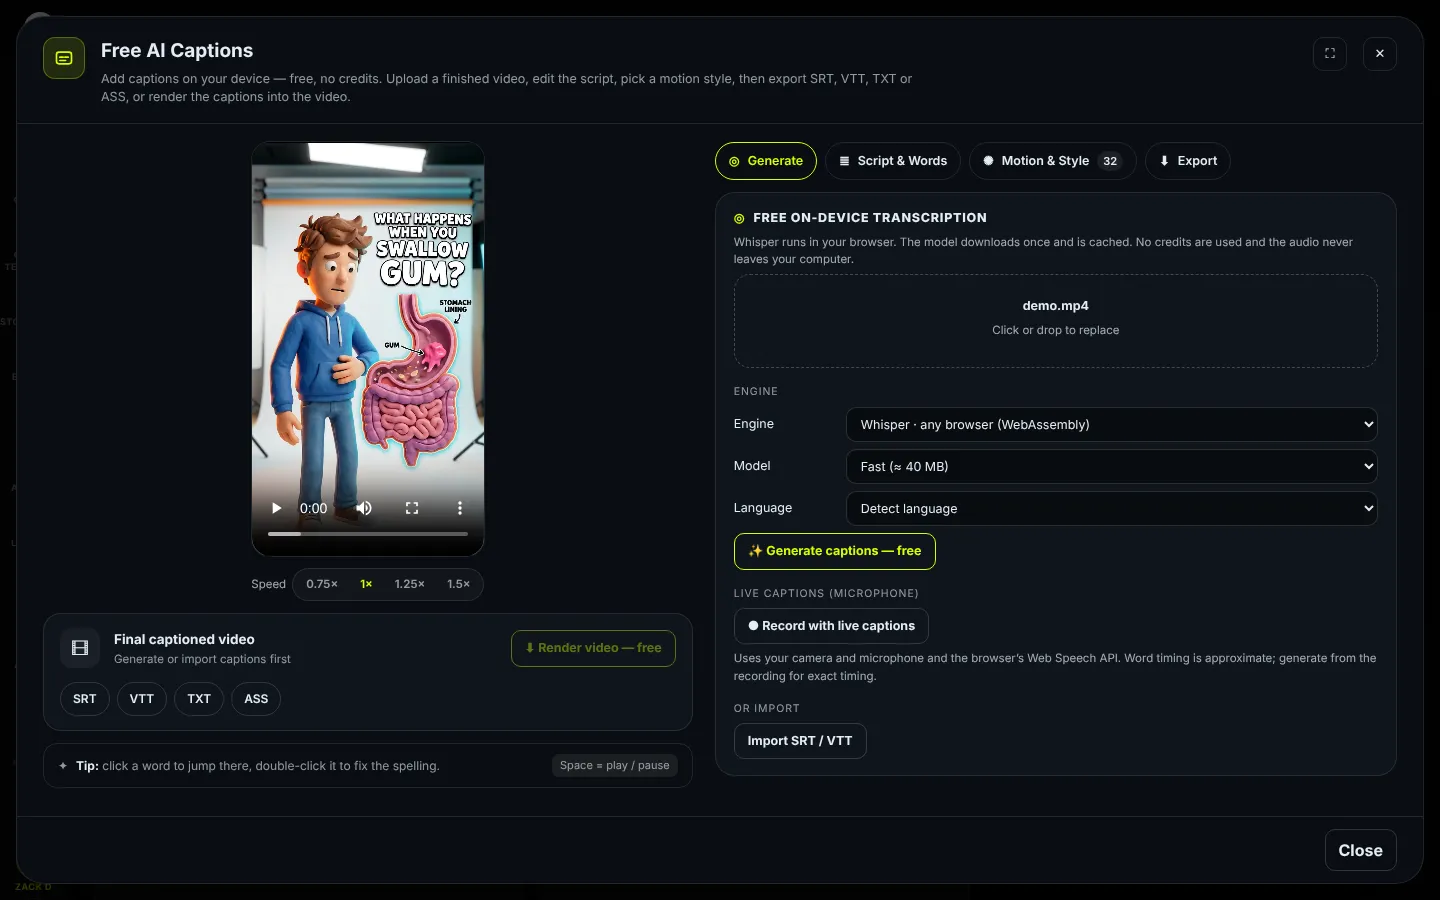 Free AI Captions
Add captions on your device — free, no credits. Upload a finished video, edit the script, pick a motion style, then export SRT, VTT, TXT or
ASS, or render the captions into the video.
WHAT HAPPENS
WHEN YOU
SWALLOW
GUM?
STOMACH
LINING
GUM
0:00
Speed
0.75×
1×
1.25×
1.5×
Final captioned video
Generate or import captions first
⬇ Render video — free
SRT
VTT
TXT
ASS
Tip: click a word to jump there, double-click it to fix the spelling.
Space = play / pause
Generate
Script & Words
Motion & Style 32
Export
FREE ON-DEVICE TRANSCRIPTION
Whisper runs in your browser. The model downloads once and is cached. No credits are used and the audio never
leaves your computer.
demo.mp4
Click or drop to replace
ENGINE
Engine
Whisper · any browser (WebAssembly)
Model
Fast (≈ 40 MB)
Language
Detect language
✨ Generate captions — free
LIVE CAPTIONS (MICROPHONE)
Record with live captions
Uses your camera and microphone and the browser’s Web Speech API. Word timing is approximate; generate from the
recording for exact timing.
OR IMPORT
Import SRT / VTT
Close
ZACK D